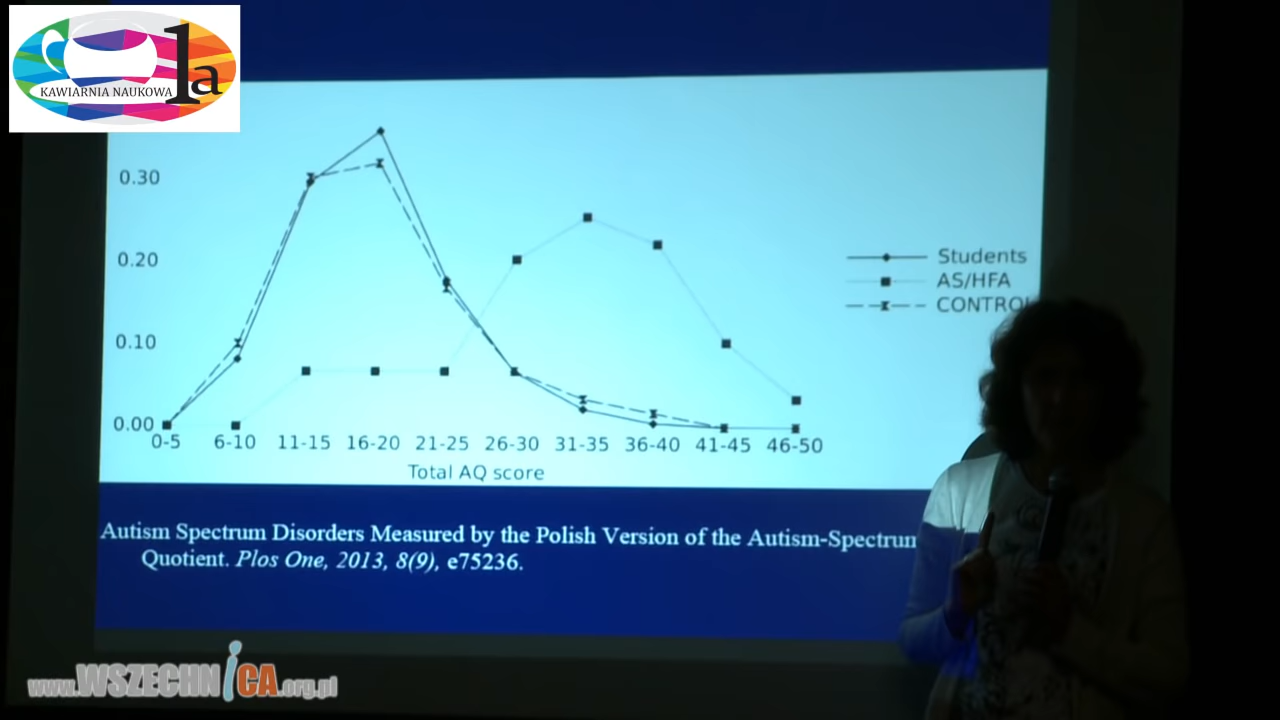 KAWIARNIA NAUKOWA 1a
0.30
0.20
0.10
0.00
0-5 6-10 11-15 16-20 21-25 26-30 31-35 36-40 41-45 46-50
Total AQ score
Students
AS/HFA
CONTROL
Autism Spectrum Disorders Measured by the Polish Version of the Autism-Spectrum
Quotient. Plos One, 2013, 8(9), e75236.
www.WSZECHNICA.org.pl